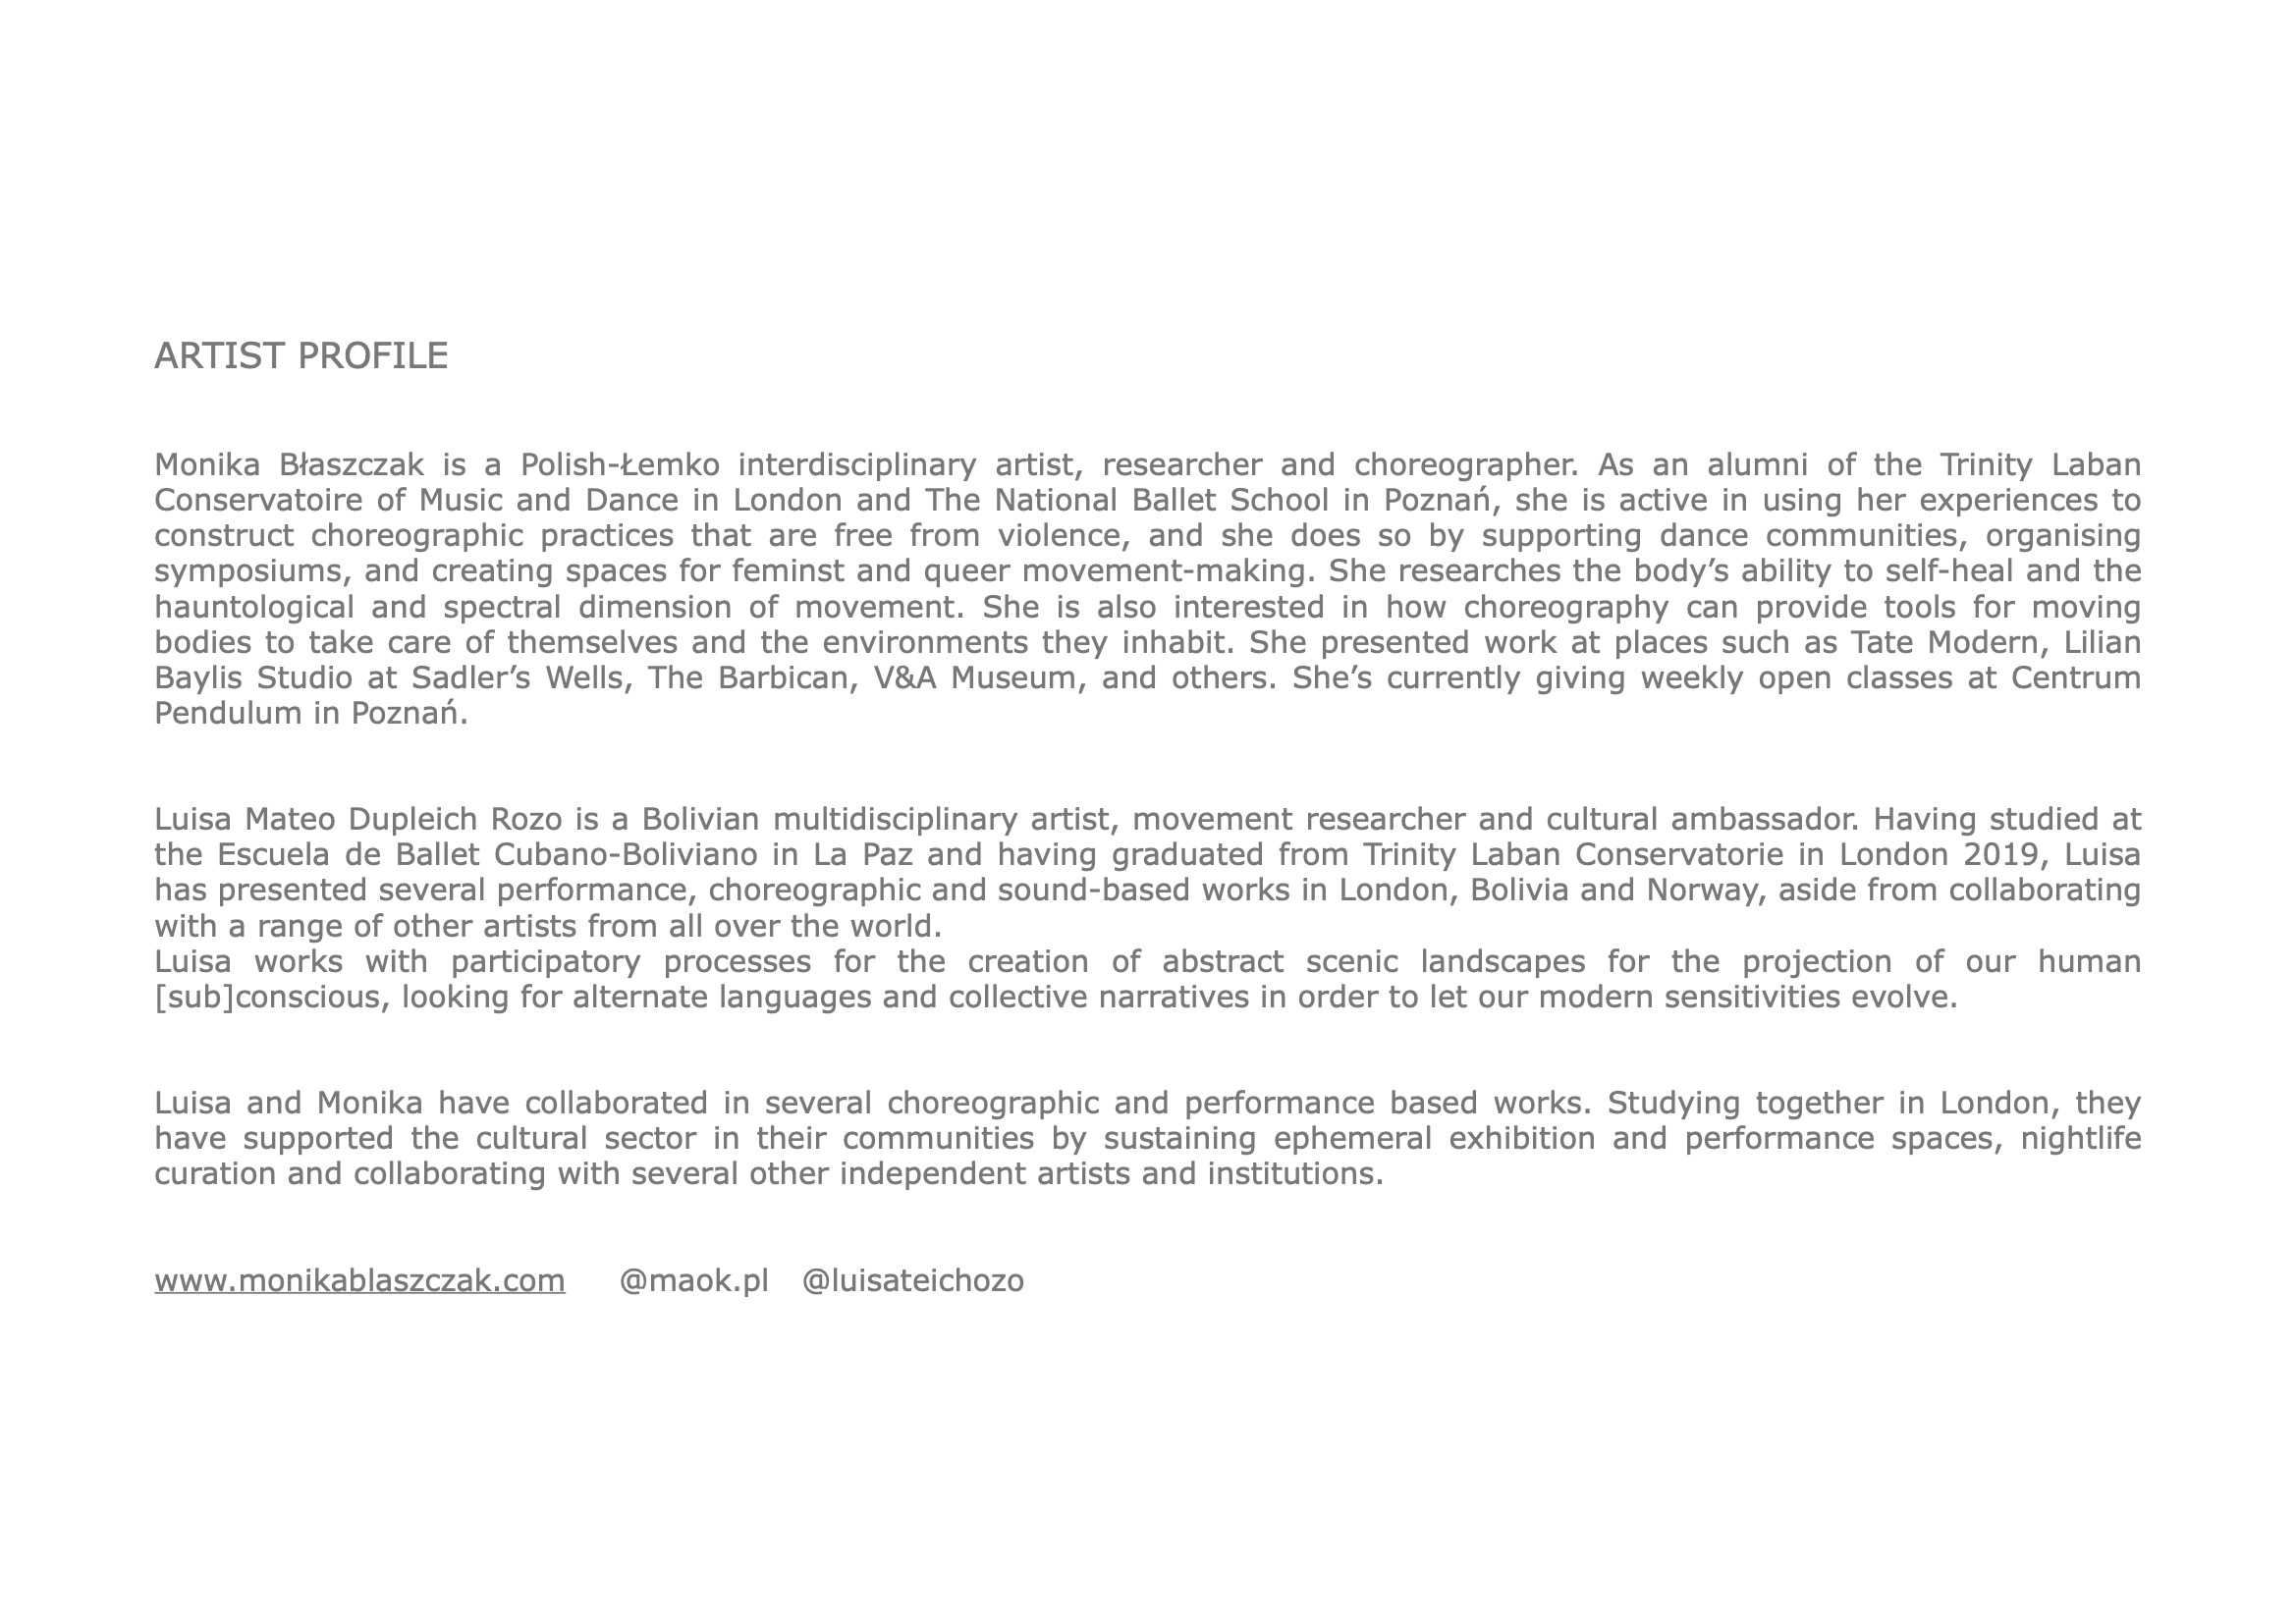 ARTIST PROFILE
Monika Błaszczak is a Polish-Łemko interdisciplinary artist, researcher and choreographer. As an alumni of the Trinity Laban
Conservatoire of Music and Dance in London and The National Ballet School in Poznań, she is active in using her experiences to
construct choreographic practices that are free from violence, and she does so by supporting dance communities, organising
symposiums, and creating spaces for feminst and queer movement-making. She researches the body’s ability to self-heal and the
hauntological and spectral dimension of movement. She is also interested in how choreography can provide tools for moving
bodies to take care of themselves and the environments they inhabit. She presented work at places such as Tate Modern, Lilian
Baylis Studio at Sadler’s Wells, The Barbican, V&A Museum, and others. She’s currently giving weekly open classes at Centrum
Pendulum in Poznań.
Luisa Mateo Dupleich Rozo is a Bolivian multidisciplinary artist, movement researcher and cultural ambassador. Having studied at
the Escuela de Ballet Cubano-Boliviano in La Paz and having graduated from Trinity Laban Conservatorie in London 2019, Luisa
has presented several performance, choreographic and sound-based works in London, Bolivia and Norway, aside from collaborating
with a range of other artists from all over the world.
Luisa works with participatory processes for the creation of abstract scenic landscapes for the projection of our human
[sub]conscious, looking for alternate languages and collective narratives in order to let our modern sensitivities evolve.
Luisa and Monika have collaborated in several choreographic and performance based works. Studying together in London, they
have supported the cultural sector in their communities by sustaining ephemeral exhibition and performance spaces, nightlife
curation and collaborating with several other independent artists and institutions.
www.monikablaszczak.com @maok.pl @luisateichozo